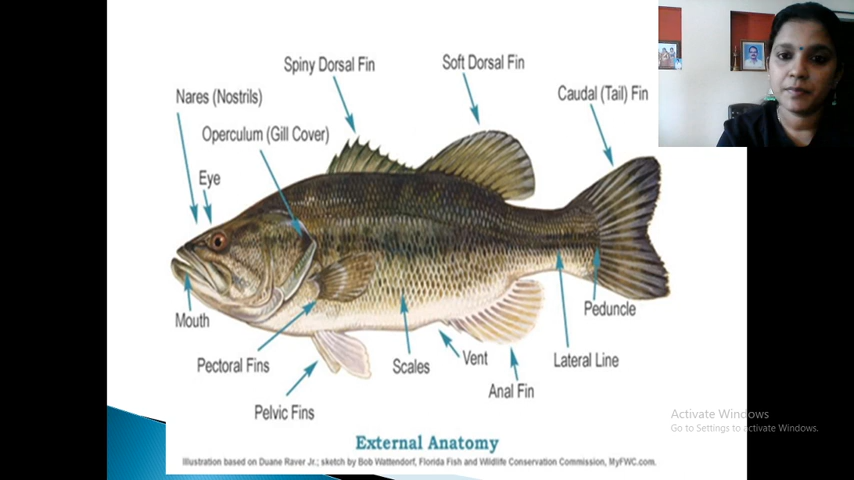 Spiny Dorsal Fin
Soft Dorsal Fin
Caudal (Tail) Fin
Nares (Nostrils)
Operculum (Gill Cover)
Eye
Mouth
Peduncle
Pectoral Fins
Scales
Vent
Lateral Line
Anal Fin
Pelvic Fins
Activate Windows
Go to Settings to activate Windows.
External Anatomy
Illustration based on Duane Raver Jr.; sketch by Bob Wattendorf, Florida Fish and Wildlife Conservation Commission, MyFWC.com.